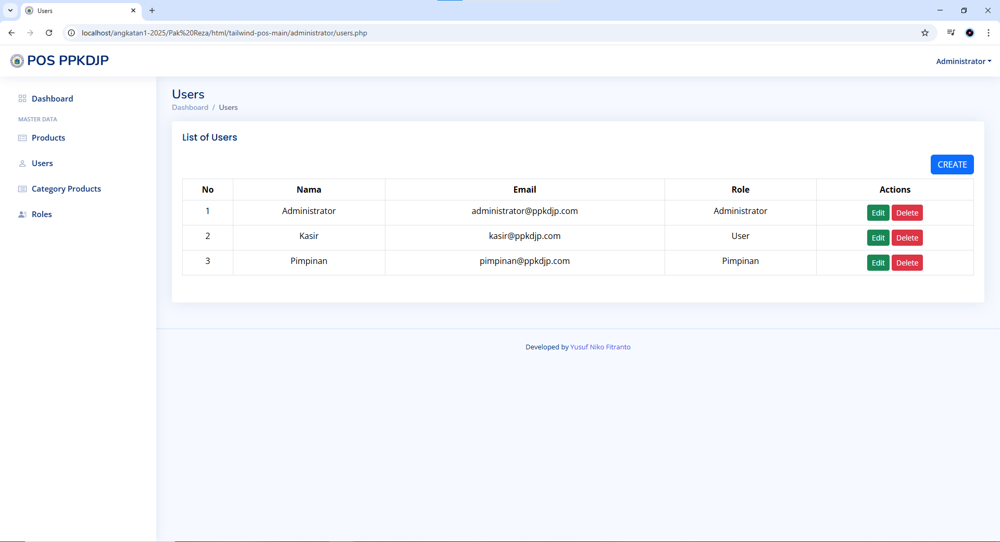 Users
localhost/angkatan1-2025/Pak%20Reza/html/tailwind-pos-main/administrator/users.php
POS PPKDJP
Administrator
Dashboard
MASTER DATA
Products
Users
Category Products
Roles
Users
Dashboard / Users
List of Users
CREATE
No Nama Email Role Actions
1 Administrator administrator@ppkdjp.com Administrator Edit Delete
2 Kasir kasir@ppkdjp.com User Edit Delete
3 Pimpinan pimpinan@ppkdjp.com Pimpinan Edit Delete
Developed by Yusuf Niko Fitranto